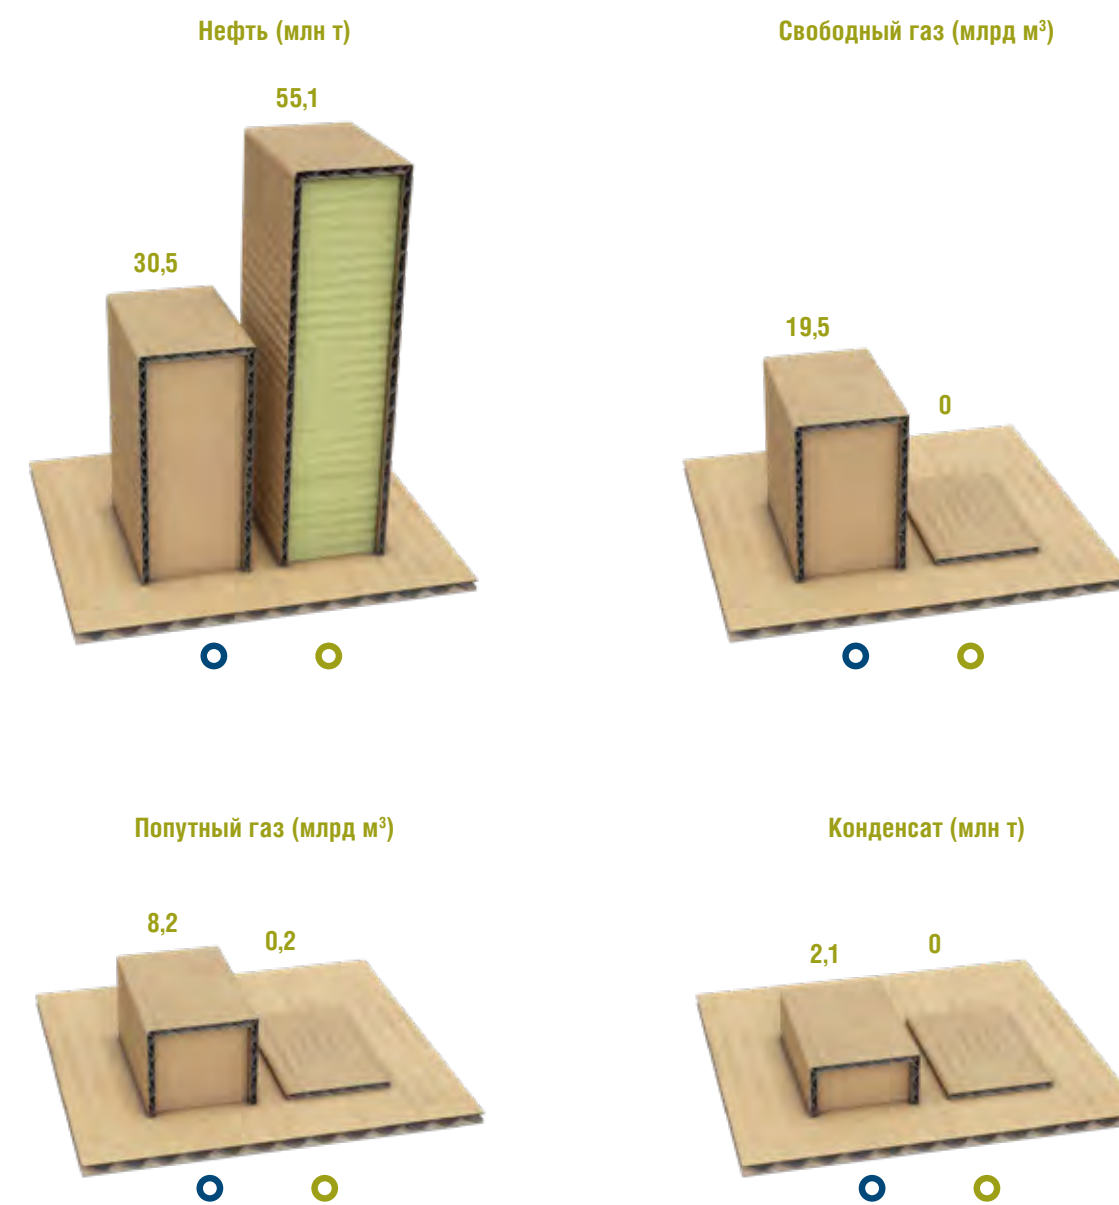 Нефть (млн т)
55,1
30,5
Свободный газ (млрд м³)
19,5
0
Попутный газ (млрд м³)
8,2
0,2
Конденсат (млн т)
2,1
0